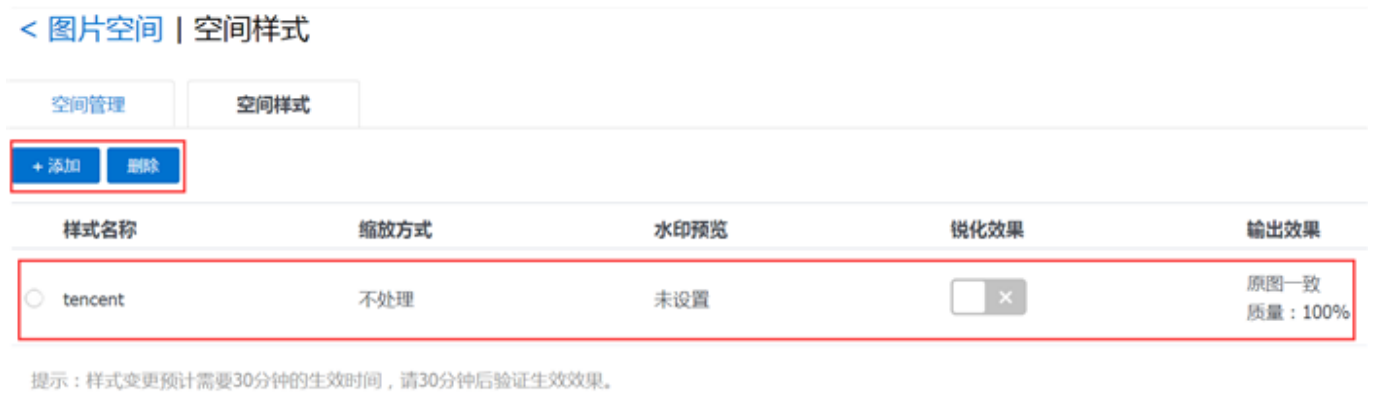 < 图片空间 | 空间样式
空间管理 空间样式
+ 添加 删除
样式名称 缩放方式 水印预览 锐化效果 输出效果
tencent 不处理 未设置 原图一致
质量：100%
提示：样式变更预计需要30分钟的生效时间，请30分钟后验证生效效果。